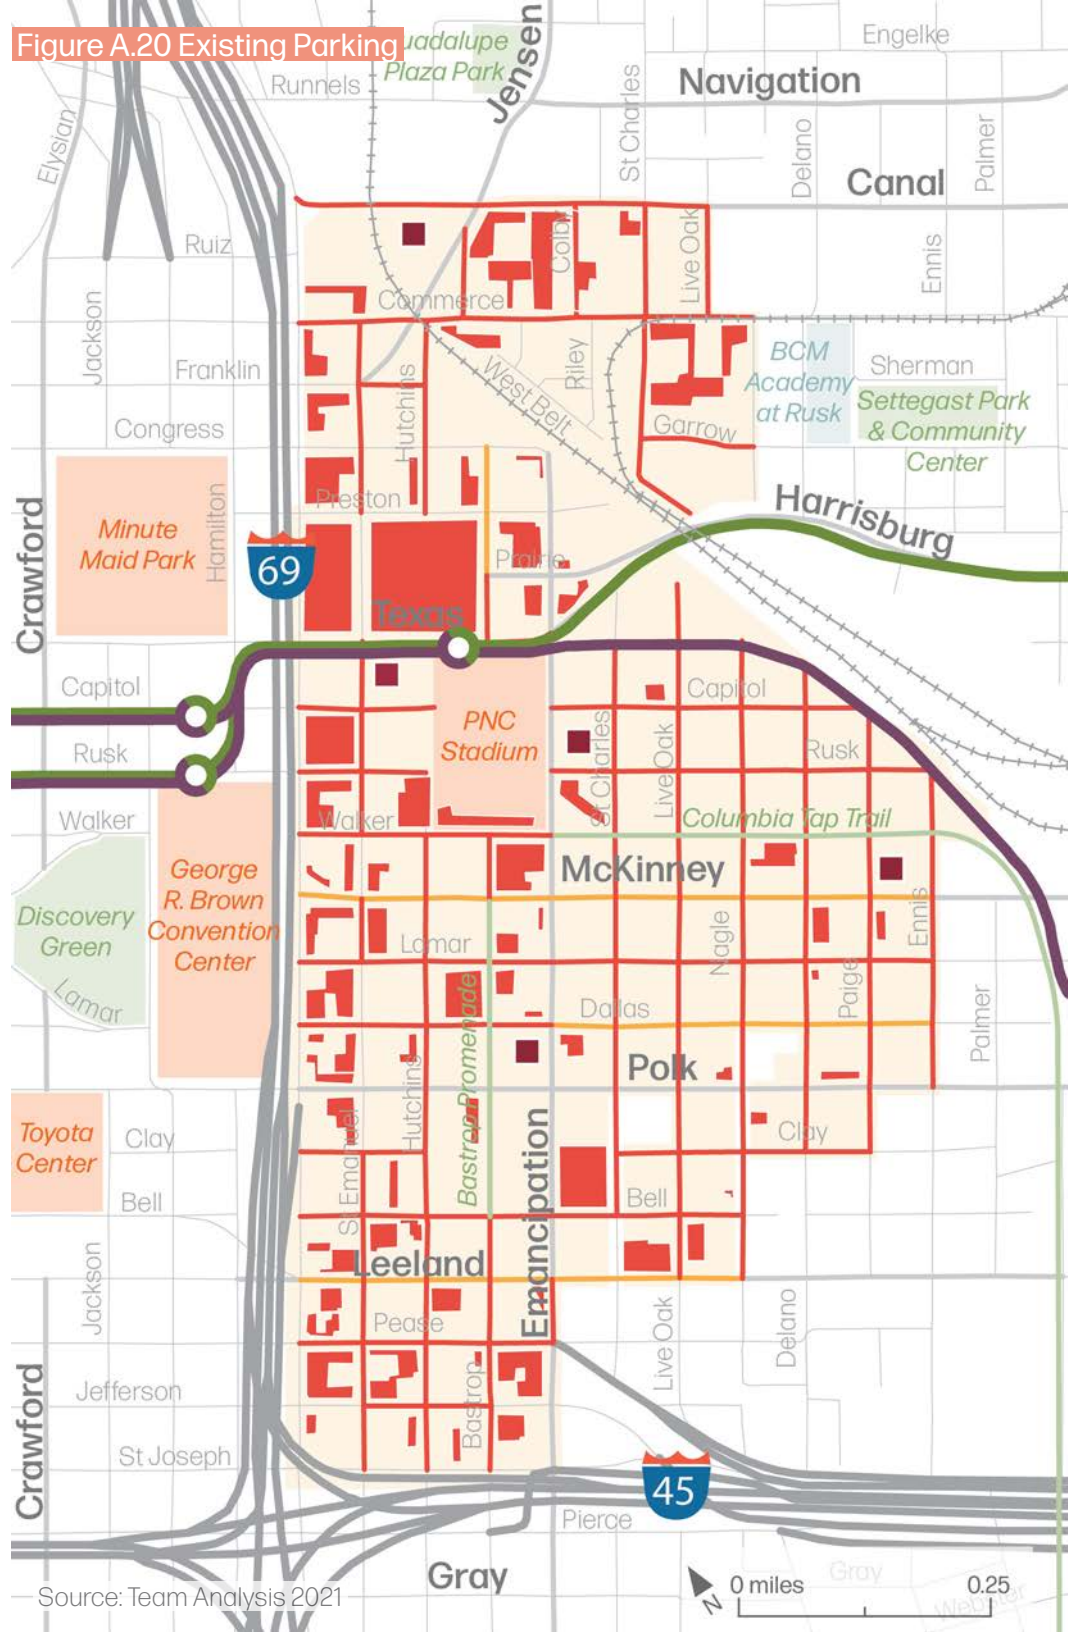 Figure A.20 Existing Parking
uadalupe
Plaza Park
Jensen
Engelke
Runnels
Navigation
St Charles
Elysian
Delano
Palmer
Canal
Ruiz
Colby
Live Oak
Ennis
Commerce
Jackson
Franklin
Hutchins
West Belt
Riley
BCM
Academy
at Rusk
Sherman
Settegast Park
& Community
Center
Congress
Garrow
Crawford
Minute
Maid Park
Hamilton
Preston
Harrisburg
69
Prairie
Texas
Capitol
Capitol
PNC
Stadium
Rusk
St Charles
Live Oak
Rusk
Walker
Walker
Columbia Tap Trail
George
R. Brown
Convention
Center
McKinney
Discovery
Green
Lamar
Lamar
Nagle
Ennis
Paige
Dallas
Palmer
Bastrop Promenade
Polk
Hutchins
Toyota
Center
Clay
St Emanuel
Emancipation
Clay
Bell
Bell
Jackson
Leeland
Pease
Live Oak
Delano
Crawford
Jefferson
Bastrop
St Joseph
45
Pierce
Gray
Gray
Source: Team Analysis 2021
N
0 miles
0.25
Webster